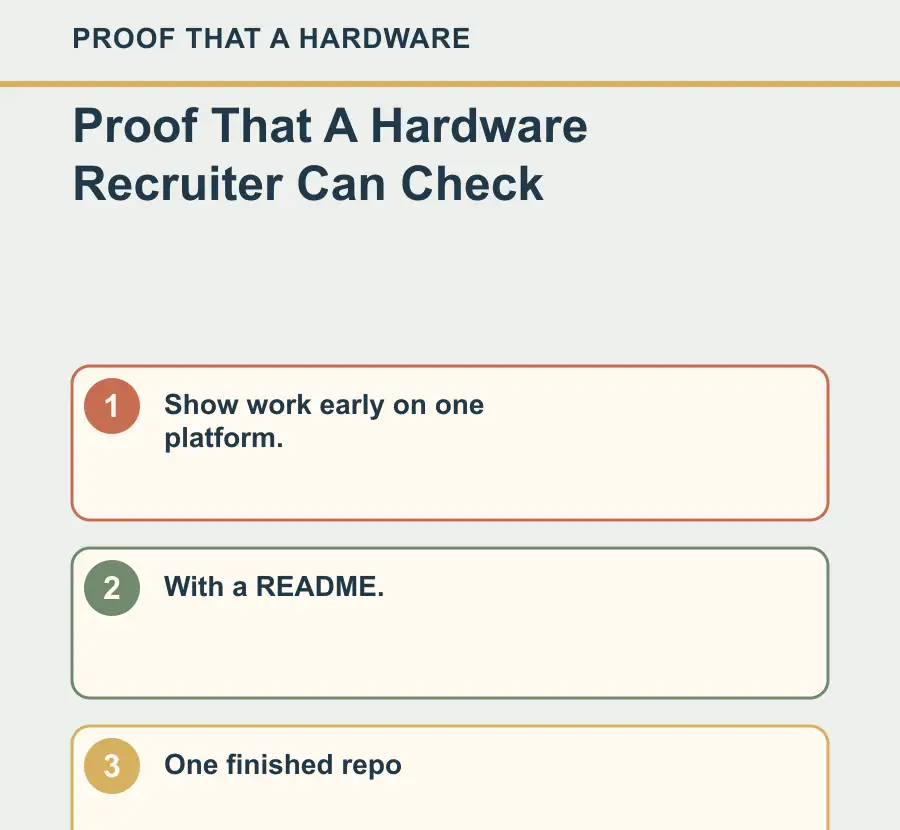 PROOF THAT A HARDWARE
Proof That A Hardware
Recruiter Can Check
1
Show work early on one
platform.
2
With a README.
3
One finished repo